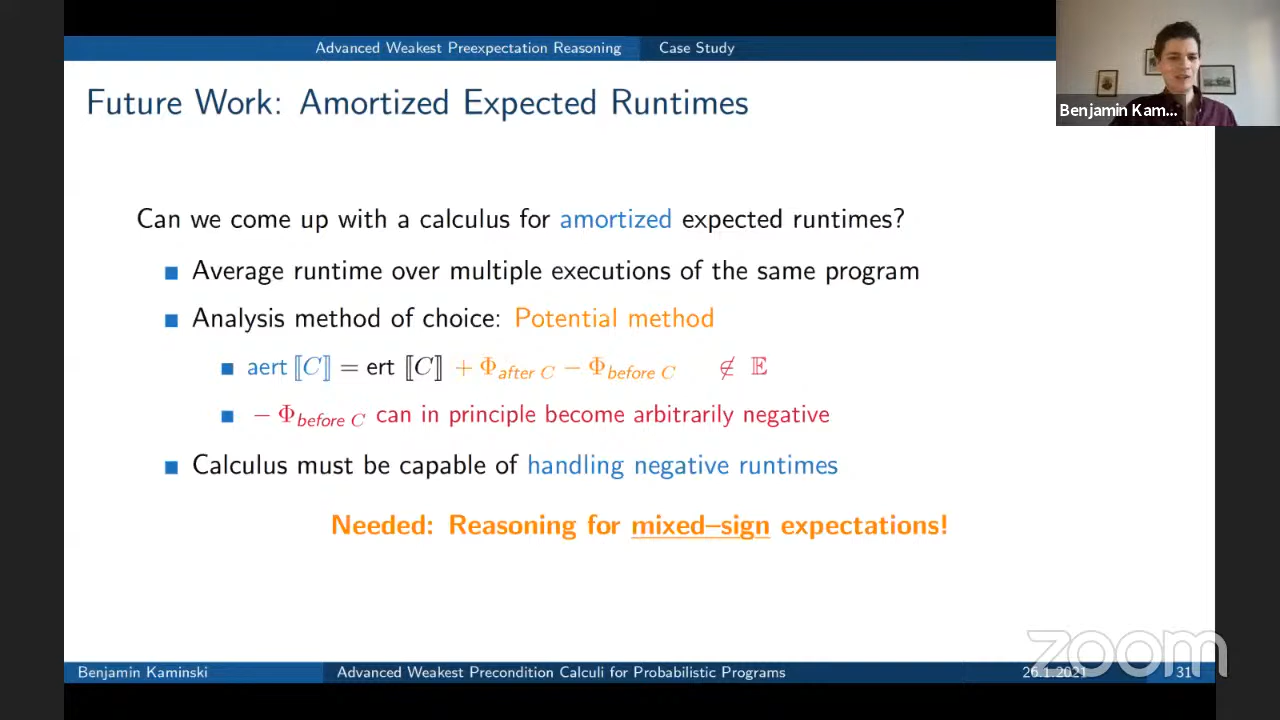 Advanced Weakest Preexpectation Reasoning Case Study
Future Work: Amortized Expected Runtimes
Benjamin Kam...
Can we come up with a calculus for amortized expected runtimes?
Average runtime over multiple executions of the same program
Analysis method of choice: Potential method
aert ⟦C⟧ = ert ⟦C⟧ + Φ_after C − Φ_before C ∉ 𝔼
− Φ_before C can in principle become arbitrarily negative
Calculus must be capable of handling negative runtimes
Needed: Reasoning for mixed–sign expectations!
zoom
Benjamin Kaminski Advanced Weakest Precondition Calculi for Probabilistic Programs 26.1.2021 31